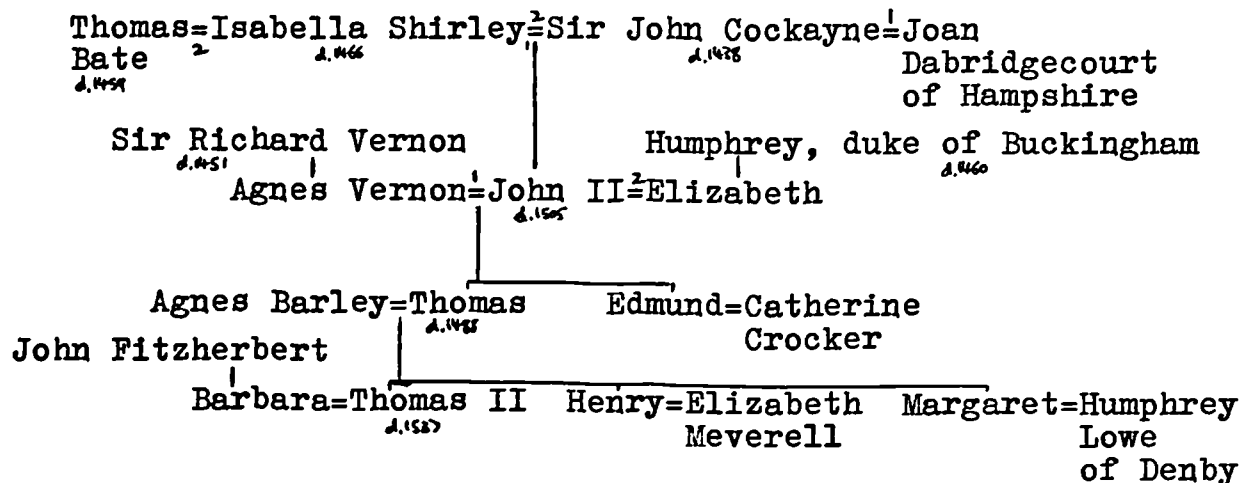 Thomas=Isabella Shirley=Sir John Cockayne=Joan
2 1 2 1
Bate Dabridgecourt
d.1459 d.1466 d.1438
of Hampshire
Sir Richard Vernon Humphrey, duke of Buckingham
d.1451 d.1460
Agnes Vernon=John II=Elizabeth
1 2
d.1505
Agnes Barley=Thomas Edmund=Catherine
d.1488 Crocker
John Fitzherbert
Barbara=Thomas II Henry=Elizabeth Margaret=Humphrey
Meverell Lowe
of Denby